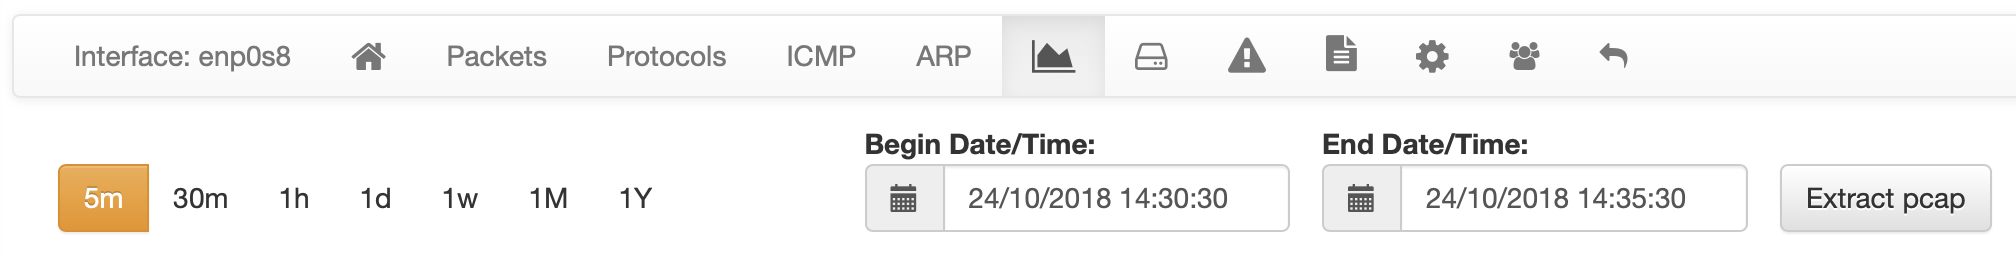 Interface: enp0s8 Packets Protocols ICMP ARP
Begin Date/Time: End Date/Time:
5m 30m 1h 1d 1w 1M 1Y 24/10/2018 14:30:30 24/10/2018 14:35:30 Extract pcap